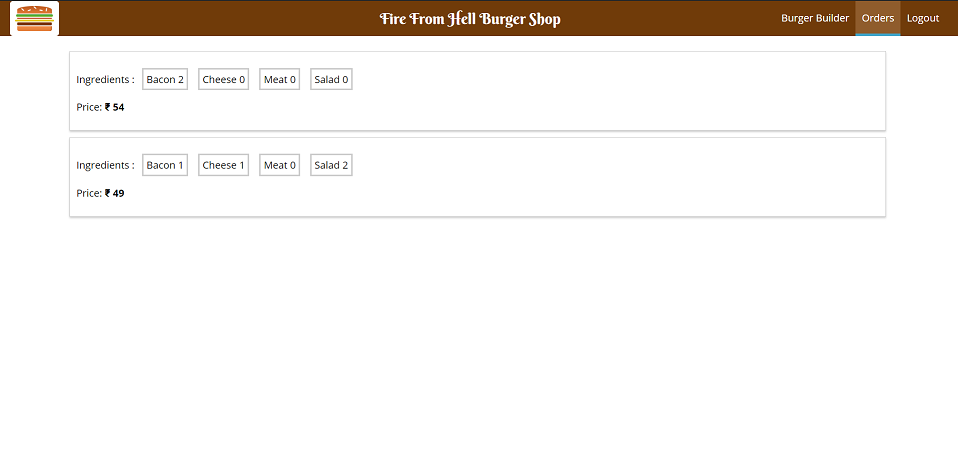 Fire From Hell Burger Shop
Burger Builder Orders Logout
Ingredients : Bacon 2 Cheese 0 Meat 0 Salad 0
Price: ₹ 54
Ingredients : Bacon 1 Cheese 1 Meat 0 Salad 2
Price: ₹ 49